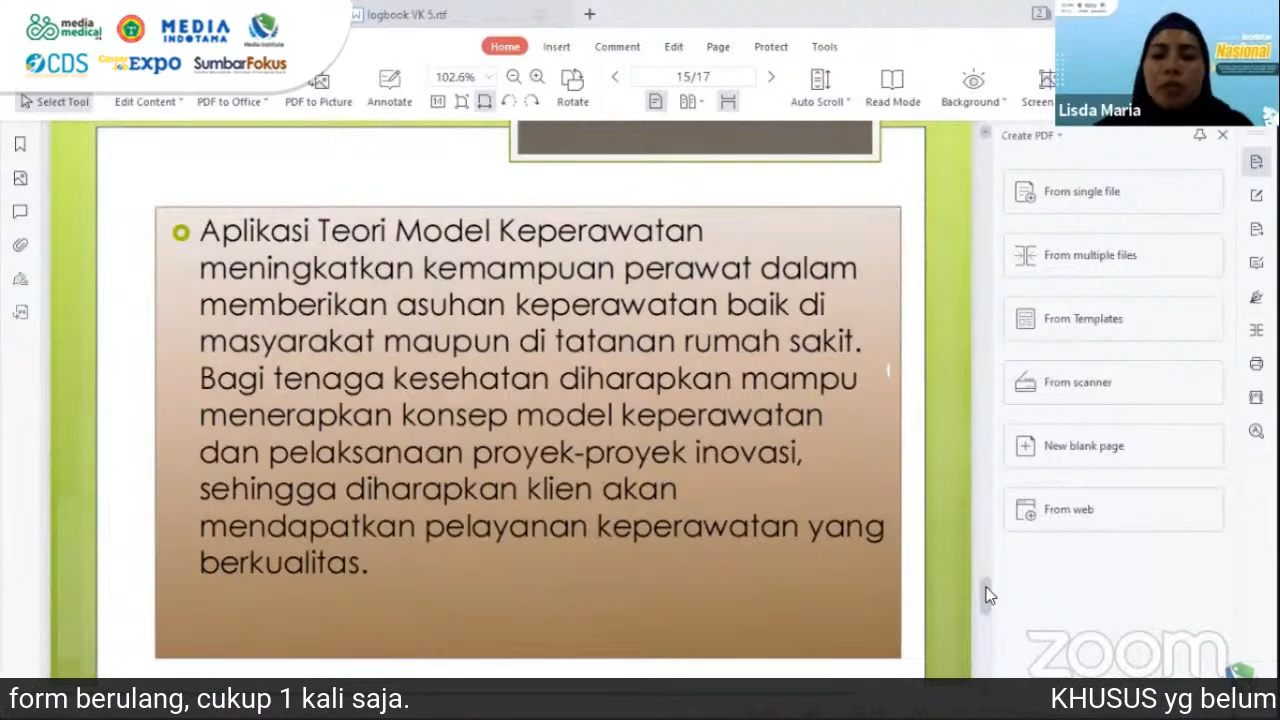 media
medical
MEDIA
INDOTAMA
Media Institute
CDS
Expo
SumbarFokus
logbook VK 5.rtf
Home Insert Comment Edit Page Protect Tools
102.6%
15/17
Select Tool
Edit Content
PDF to Office
PDF to Picture
Annotate
Rotate
Auto Scroll
Read Mode
Background
Screen
Nasional
Lisda Maria
Create PDF
From single file
From multiple files
From Templates
From scanner
New blank page
From web
Aplikasi Teori Model Keperawatan
meningkatkan kemampuan perawat dalam
memberikan asuhan keperawatan baik di
masyarakat maupun di tatanan rumah sakit.
Bagi tenaga kesehatan diharapkan mampu
menerapkan konsep model keperawatan
dan pelaksanaan proyek-proyek inovasi,
sehingga diharapkan klien akan
mendapatkan pelayanan keperawatan yang
berkualitas.
zoom
form berulang, cukup 1 kali saja.
KHUSUS yg belum